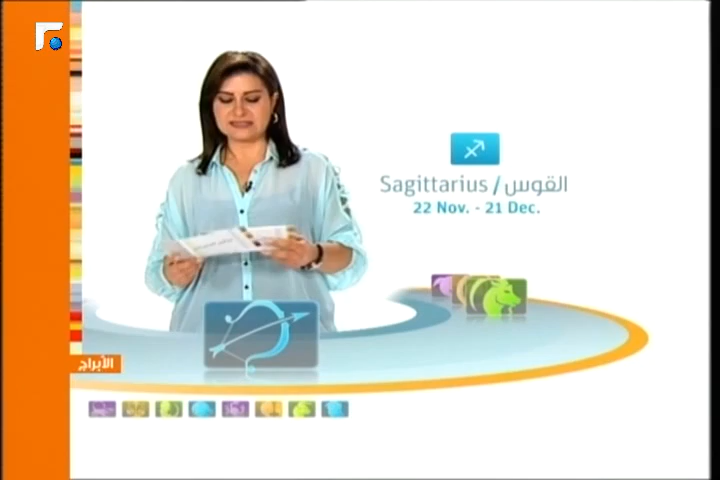 Sagittarius / القوس
22 Nov. - 21 Dec.
الأبراج